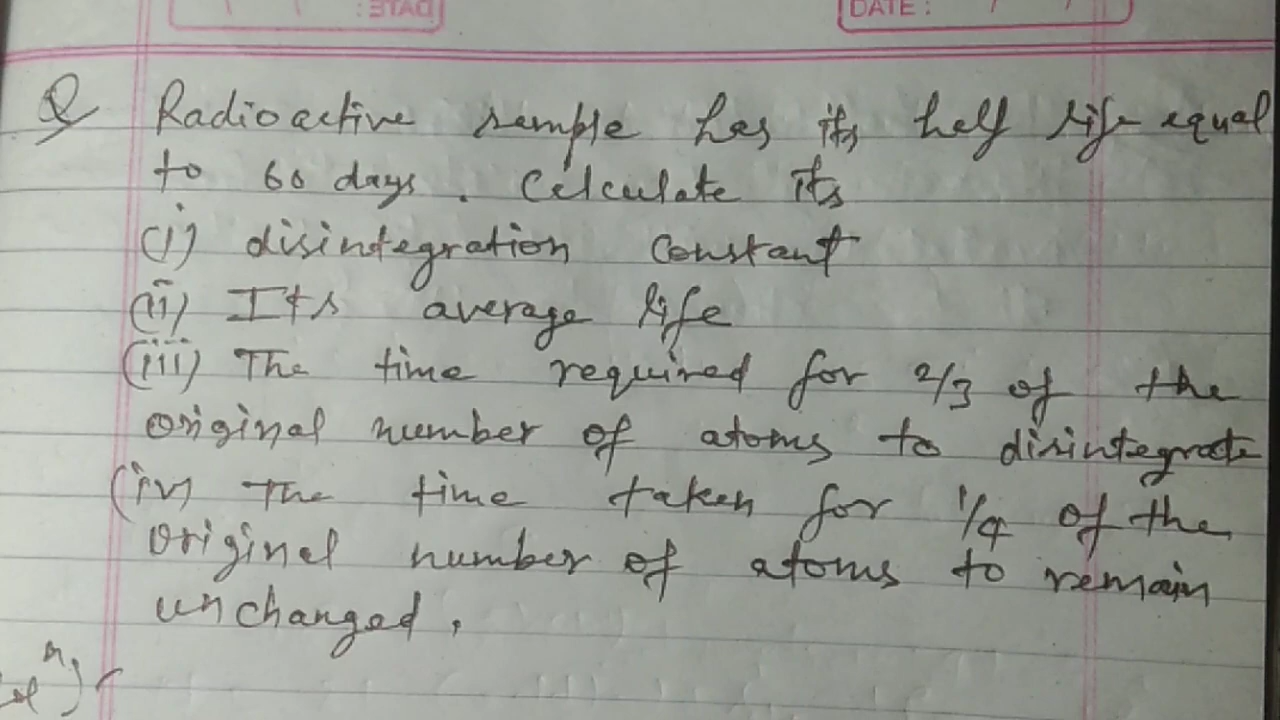 DATE: DATE :
Q Radioactive sample has its half life equal
to 60 days. Calculate its
(i) disintegration constant
(ii) Its average life
(iii) The time required for 2/3 of the
original number of atoms to disintegrate
(iv) The time taken for 1/4 of the
original number of atoms to remain
unchanged.